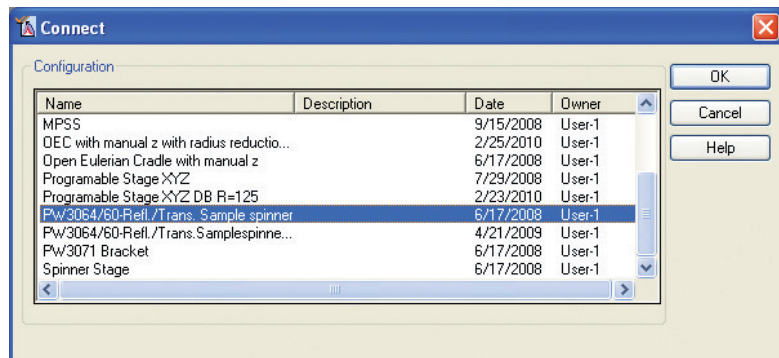 Connect
Configuration
OK
Cancel
Help
Name Description Date Owner
MPSS 9/15/2008 User-1
OEC with manual z with radius reductio... 2/25/2010 User-1
Open Eulerian Cradle with manual z 6/17/2008 User-1
Programable Stage XYZ 7/29/2008 User-1
Programable Stage XYZ DB R=125 2/23/2010 User-1
PW3064/60-Refl./Trans. Sample spinner 6/17/2008 User-1
PW3064/60-Refl./Trans.Samplespinne... 4/21/2009 User-1
PW3071 Bracket 6/17/2008 User-1
Spinner Stage 6/17/2008 User-1